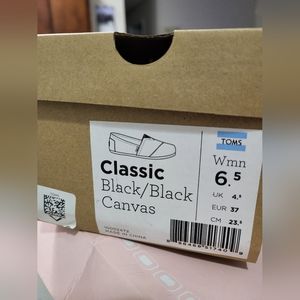 TOMS
Classic
Black/Black
Canvas
Wmn
6.5
UK 4.5
EUR 37
CM 23.5
MADE IN CHINA